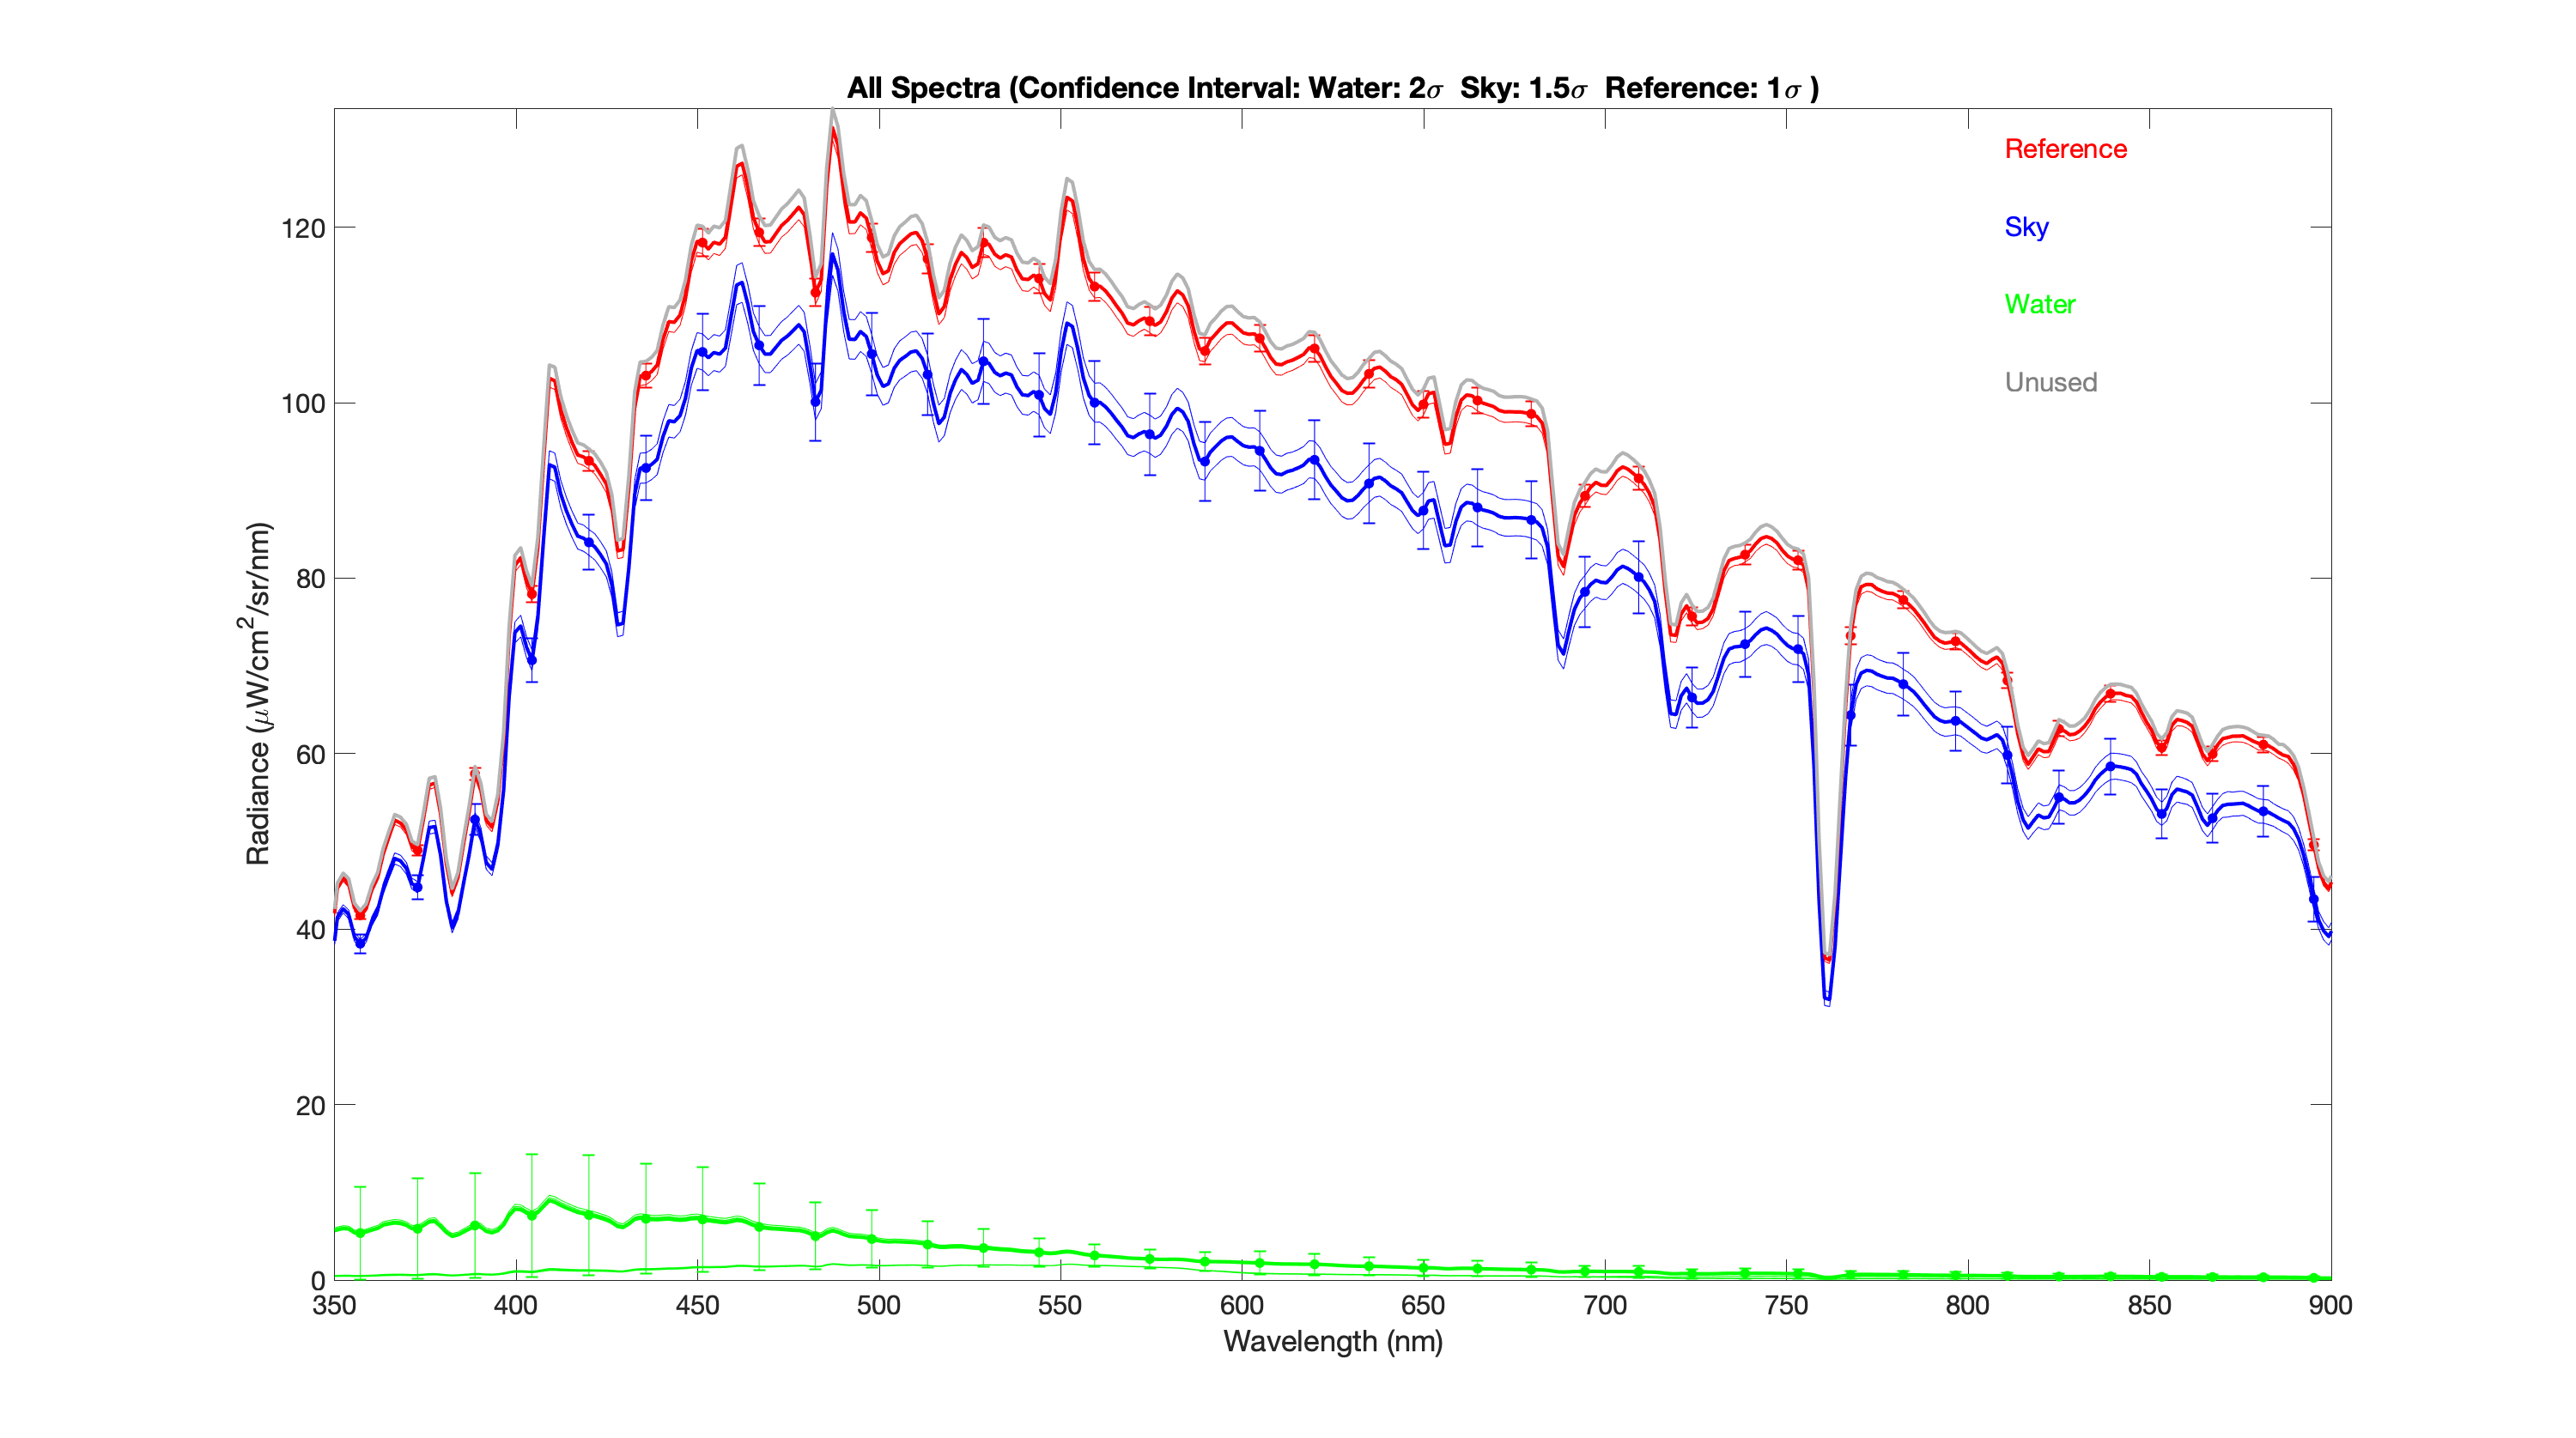 All Spectra (Confidence Interval: Water: 2σ  Sky: 1.5σ  Reference: 1σ )
Reference
Sky
Water
Unused
Radiance (μW/cm²/sr/nm)
120
100
80
60
40
20
0
350 400 450 500 550 600 650 700 750 800 850 900
Wavelength (nm)